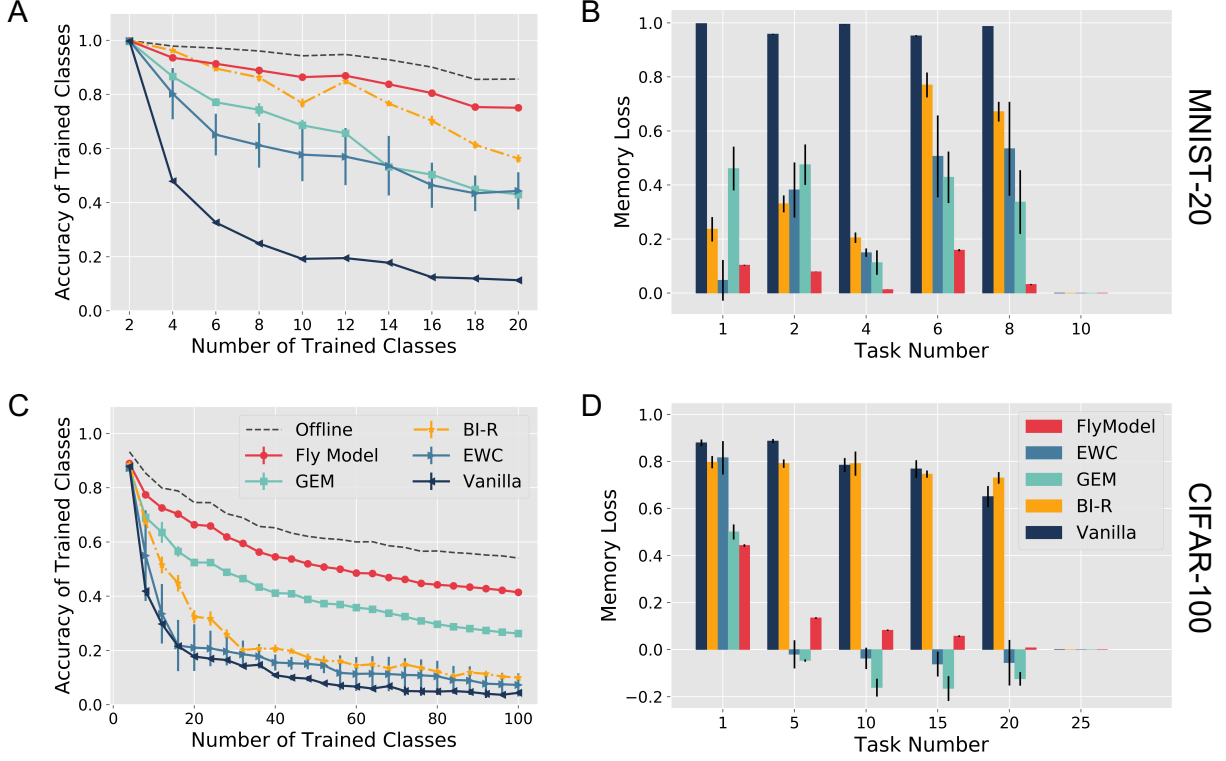 A
Accuracy of Trained Classes
1.0
0.8
0.6
0.4
0.2
0.0
2 4 6 8 10 12 14 16 18 20
Number of Trained Classes
B
Memory Loss
1.0
0.8
0.6
0.4
0.2
0.0
1 2 4 6 8 10
Task Number
MNIST-20
C
Accuracy of Trained Classes
1.0
0.8
0.6
0.4
0.2
0.0
0 20 40 60 80 100
Number of Trained Classes
Offline
Fly Model
GEM
BI-R
EWC
Vanilla
D
Memory Loss
1.0
0.8
0.6
0.4
0.2
0.0
−0.2
1 5 10 15 20 25
Task Number
FlyModel
EWC
GEM
BI-R
Vanilla
CIFAR-100